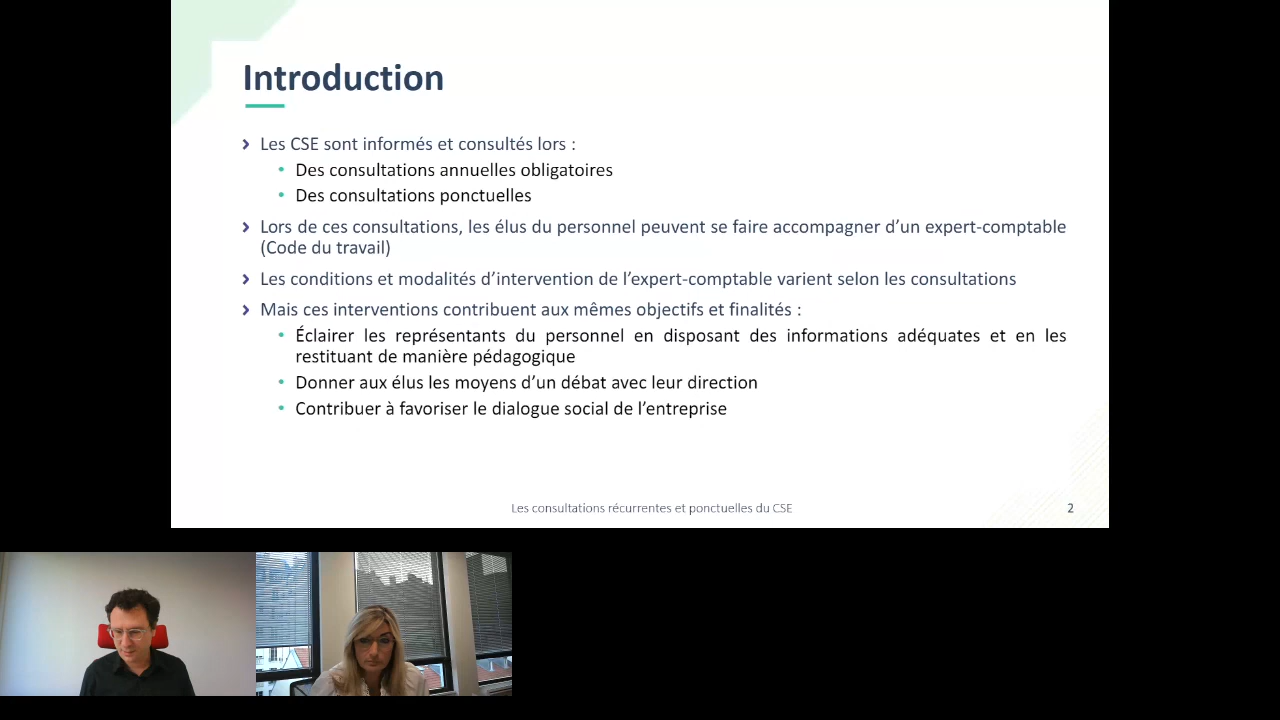 Introduction
Les CSE sont informés et consultés lors :
Des consultations annuelles obligatoires
Des consultations ponctuelles
Lors de ces consultations, les élus du personnel peuvent se faire accompagner d’un expert-comptable
(Code du travail)
Les conditions et modalités d’intervention de l’expert-comptable varient selon les consultations
Mais ces interventions contribuent aux mêmes objectifs et finalités :
Éclairer les représentants du personnel en disposant des informations adéquates et en les
restituant de manière pédagogique
Donner aux élus les moyens d’un débat avec leur direction
Contribuer à favoriser le dialogue social de l’entreprise
Les consultations récurrentes et ponctuelles du CSE
2